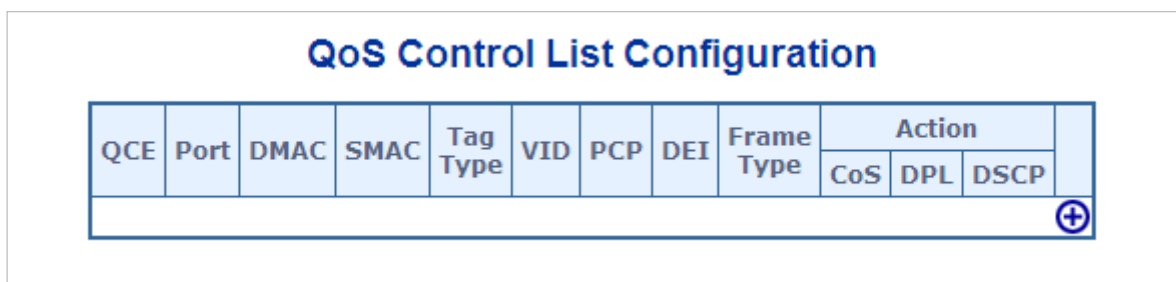 QoS Control List Configuration
QCE Port DMAC SMAC Tag Type VID PCP DEI Frame Type Action
CoS DPL DSCP